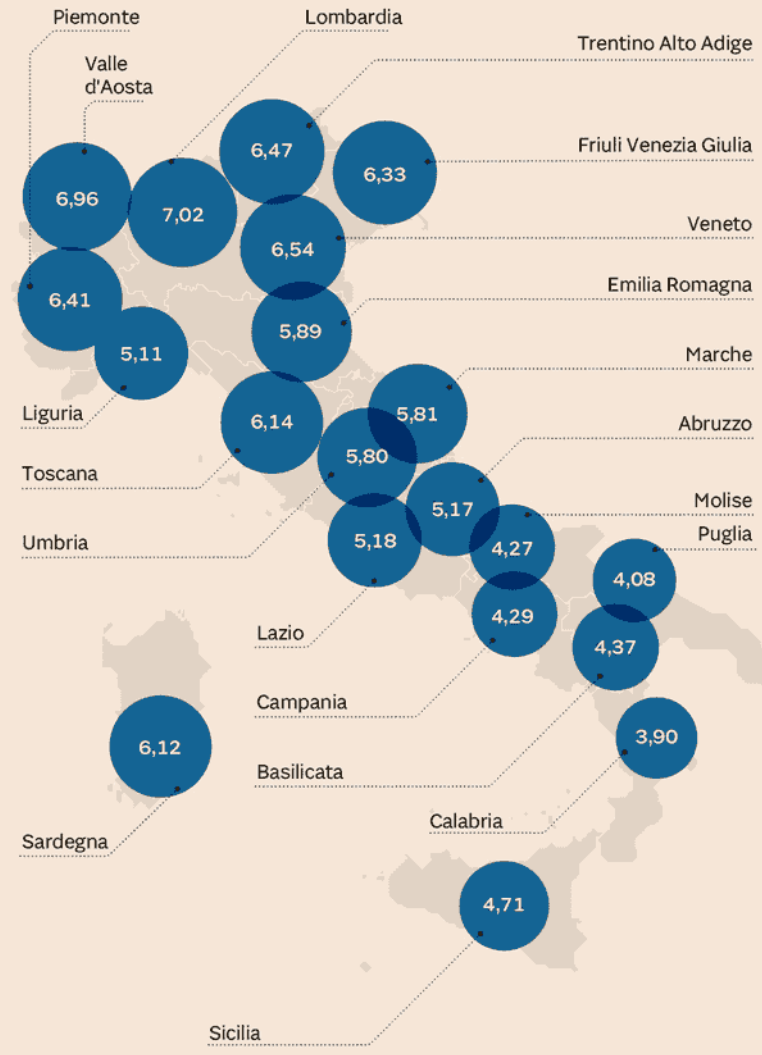 Piemonte
Lombardia
Trentino Alto Adige
Valle
d'Aosta
6,47
Friuli Venezia Giulia
6,33
6,96
7,02
Veneto
6,54
Emilia Romagna
6,41
5,89
5,11
Marche
Liguria
5,81
6,14
Abruzzo
5,80
Toscana
Molise
5,17
Puglia
Umbria
5,18
4,27
4,08
4,29
Lazio
4,37
Campania
3,90
6,12
Basilicata
Calabria
Sardegna
4,71
Sicilia